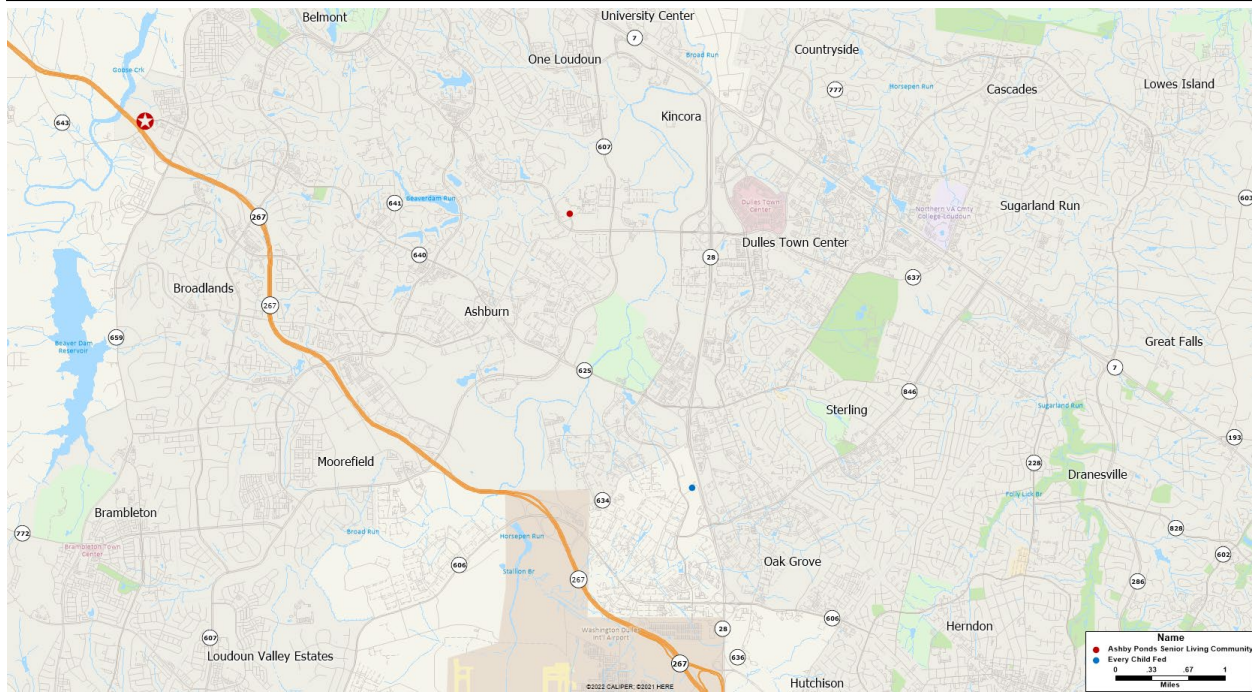 Belmont
University Center
7
Countryside
One Loudoun
Broad Run
Goose Crk
777
Horsepen Run
Cascades
Lowes Island
643
Kincora
607
641
Beaverdam Run
Dulles Town
Center
Northern VA Cmty
College-Loudoun
Sugarland Run
603
267
640
28
Dulles Town Center
637
Broadlands
267
Ashburn
659
Beaver Dam
Reservoir
Great Falls
625
7
846
Sterling
Sugarland Run
193
Moorefield
228
Dranesville
Folly Lick Br
634
Brambleton
772
Brambleton Town
Center
Broad Run
Horsepen Run
828
602
606
Stallion Br
267
Oak Grove
286
606
Herndon
607
Loudoun Valley Estates
Washington Dulles
Int'l Airport
28
636
267
Hutchison
©2022 CALIPER; ©2021 HERE
Name
Ashby Ponds Senior Living Community
Every Child Fed
0 .33 .67 1
Miles